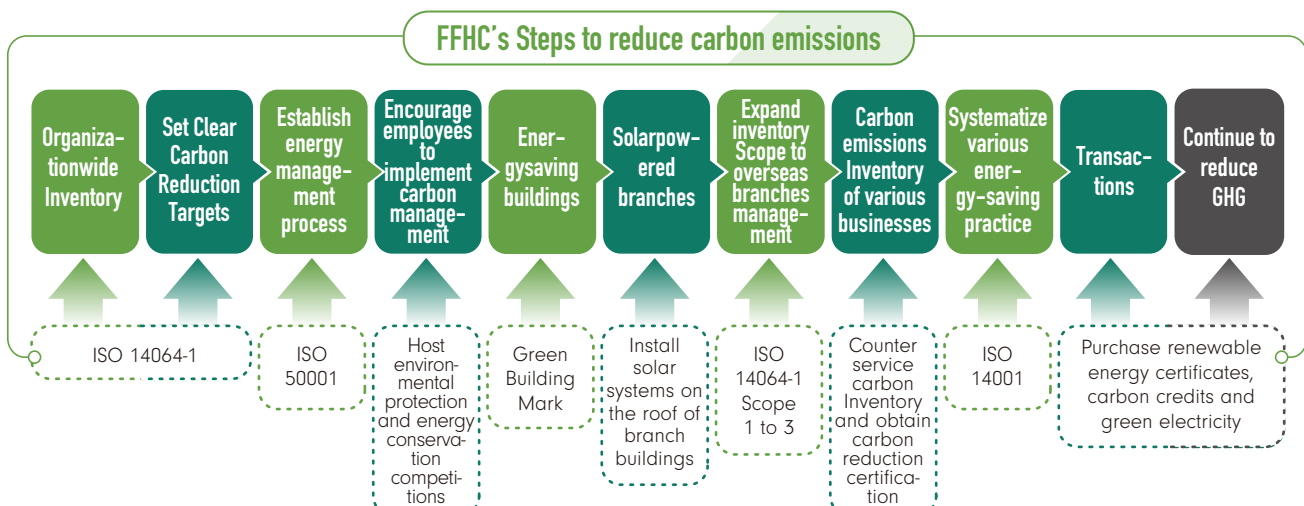 FFHC's Steps to reduce carbon emissions
Organiza-
tionwide
Inventory
Set Clear
Carbon
Reduction
Targets
Establish
energy
manage-
ment
process
Encourage
employees
to
implement
carbon
manage-
ment
Ener-
gysaving
buildings
Solarpow-
ered
branches
Expand
inventory
Scope to
overseas
branches
manage-
ment
Carbon
emissions
Inventory
of various
businesses
Systematize
various
ener-
gy-saving
practice
Transac-
tions
Continue to
reduce
GHG
ISO 14064-1
ISO
50001
Host
environ-
mental
protection
and energy
conserva-
tion
competi-
tions
Green
Building
Mark
Install
solar
systems on
the roof of
branch
buildings
ISO
14064-1
Scope
1 to 3
Counter
service carbon
Inventory
and obtain
carbon
reduction
certifica-
tion
ISO
14001
Purchase renewable
energy certificates,
carbon credits and
green electricity